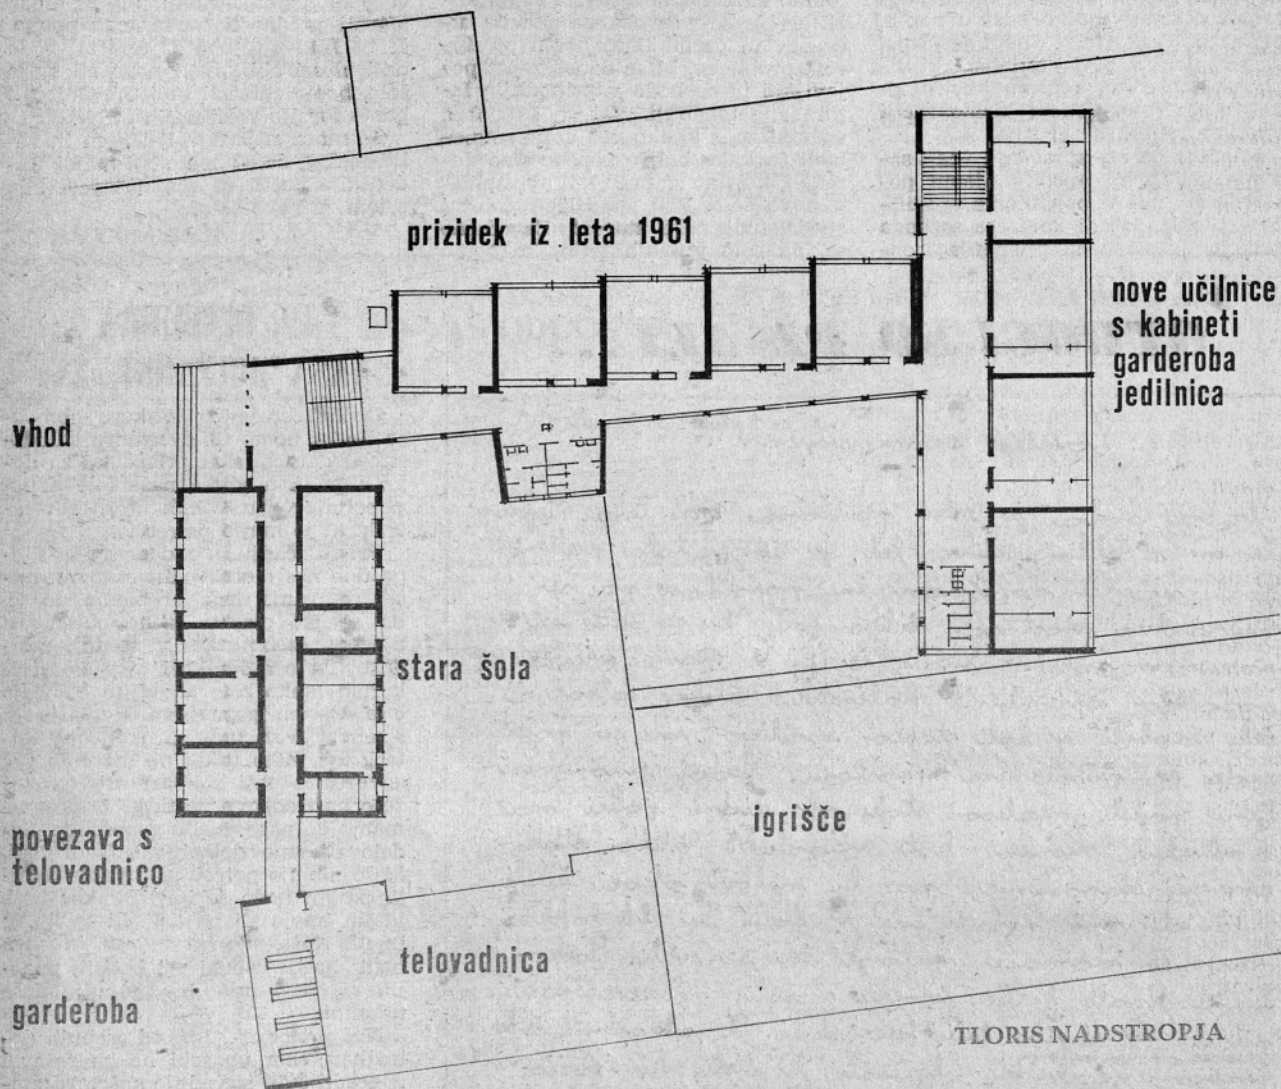 prizidek iz leta 1961
nove učilnice
s kabineti
garderoba
jedilnica
vhod
stara šola
povezava s
telovadnico
igrišče
telovadnica
garderoba
TLORIS NADSTROPJA